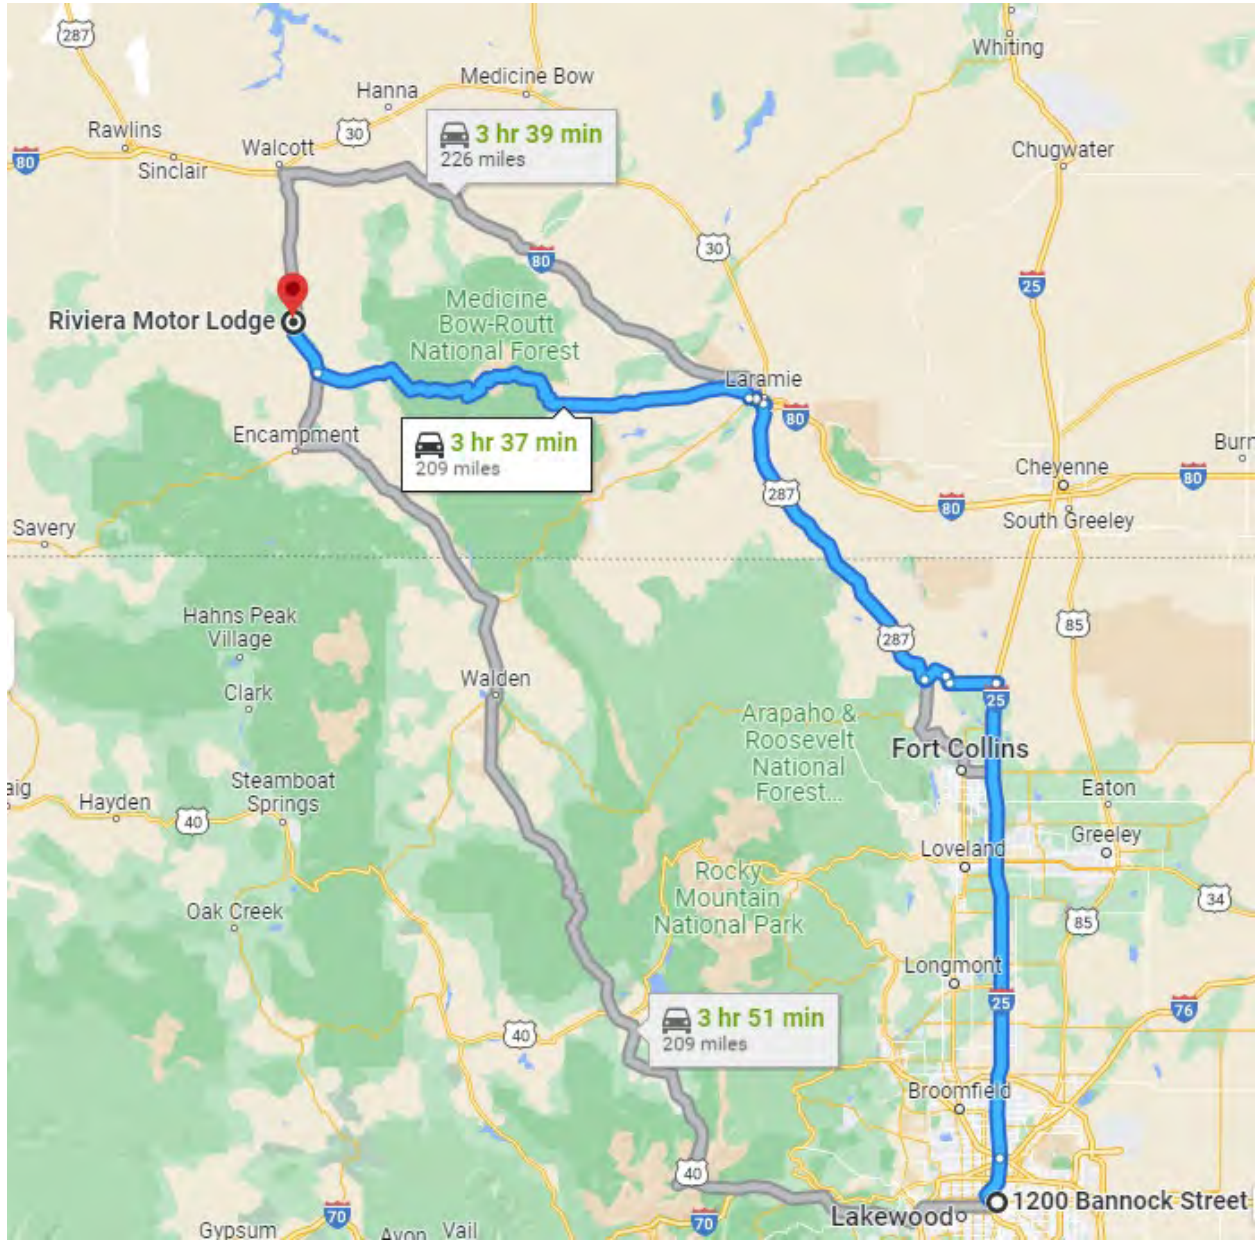 287
Whiting
Medicine Bow
Hanna
Rawlins
30
3 hr 39 min
226 miles
Walcott
Chugwater
80
Sinclair
30
80
25
Medicine
Bow-Routt
National Forest
Riviera Motor Lodge
Laramie
80
3 hr 37 min
209 miles
Encampment
Burn
Cheyenne
80
287
80
South Greeley
Savery
Hahns Peak
Village
85
287
Walden
Clark
25
Arapaho &
Roosevelt
National
Forest...
Fort Collins
Steamboat
Springs
aig
Hayden
40
Eaton
Greeley
Loveland
Rocky
Mountain
National Park
34
Oak Creek
85
Longmont
25
76
3 hr 51 min
209 miles
40
Broomfield
40
1200 Bannock Street
70
Lakewood
70
Gypsum
Avon
Vail